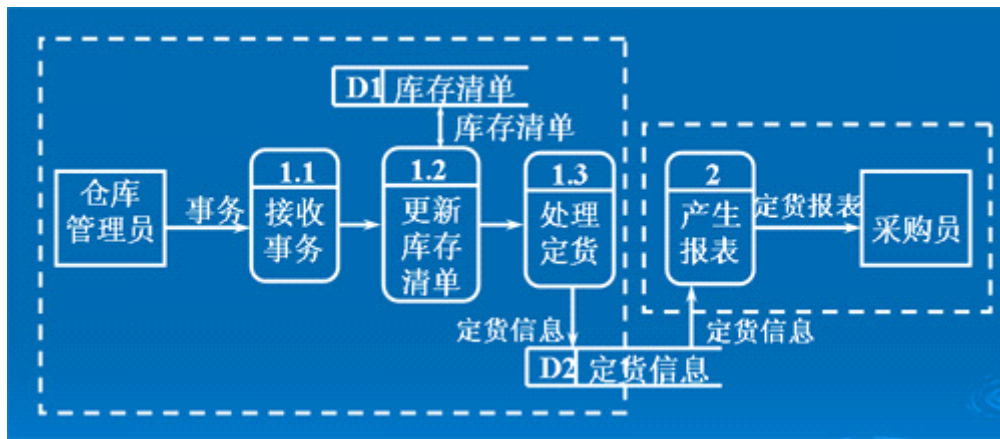 D1 库存清单
库存清单
仓库
管理员
事务
1.1
接收
事务
1.2
更新
库存
清单
1.3
处理
定货
2
产生
报表
定货报表
采购员
定货信息
定货信息
D2 定货信息